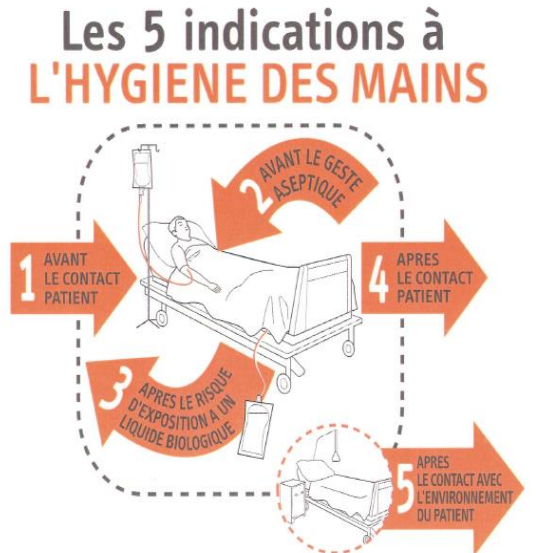 Les 5 indications à
L'HYGIENE DES MAINS
1
AVANT
LE CONTACT
PATIENT
2
AVANT LE GESTE
ASEPTIQUE
3
APRES LE RISQUE
D'EXPOSITION A UN
LIQUIDE BIOLOGIQUE
4
APRES
LE CONTACT
PATIENT
5
APRES
LE CONTACT AVEC
L'ENVIRONNEMENT
DU PATIENT